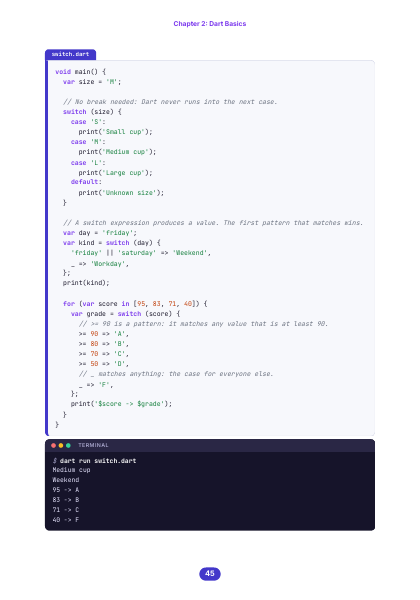 Chapter 2: Dart Basics
switch.dart
void main() {
  var size = 'M';

  // No break needed: Dart never runs into the next case.
  switch (size) {
    case 'S':
      print('Small cup');
    case 'M':
      print('Medium cup');
    case 'L':
      print('Large cup');
    default:
      print('Unknown size');
  }

  // A switch expression produces a value. The first pattern that matches wins.
  var day = 'friday';
  var kind = switch (day) {
    'friday' || 'saturday' => 'Weekend',
    _ => 'Workday',
  };
  print(kind);

  for (var score in [95, 83, 71, 40]) {
    var grade = switch (score) {
      // >= 90 is a pattern: it matches any value that is at least 90.
      >= 90 => 'A',
      >= 80 => 'B',
      >= 70 => 'C',
      >= 50 => 'D',
      // _ matches anything: the case for everyone else.
      _ => 'F',
    };
    print('$score -> $grade');
  }
}
TERMINAL
$ dart run switch.dart
Medium cup
Weekend
95 -> A
83 -> B
71 -> C
40 -> F
45